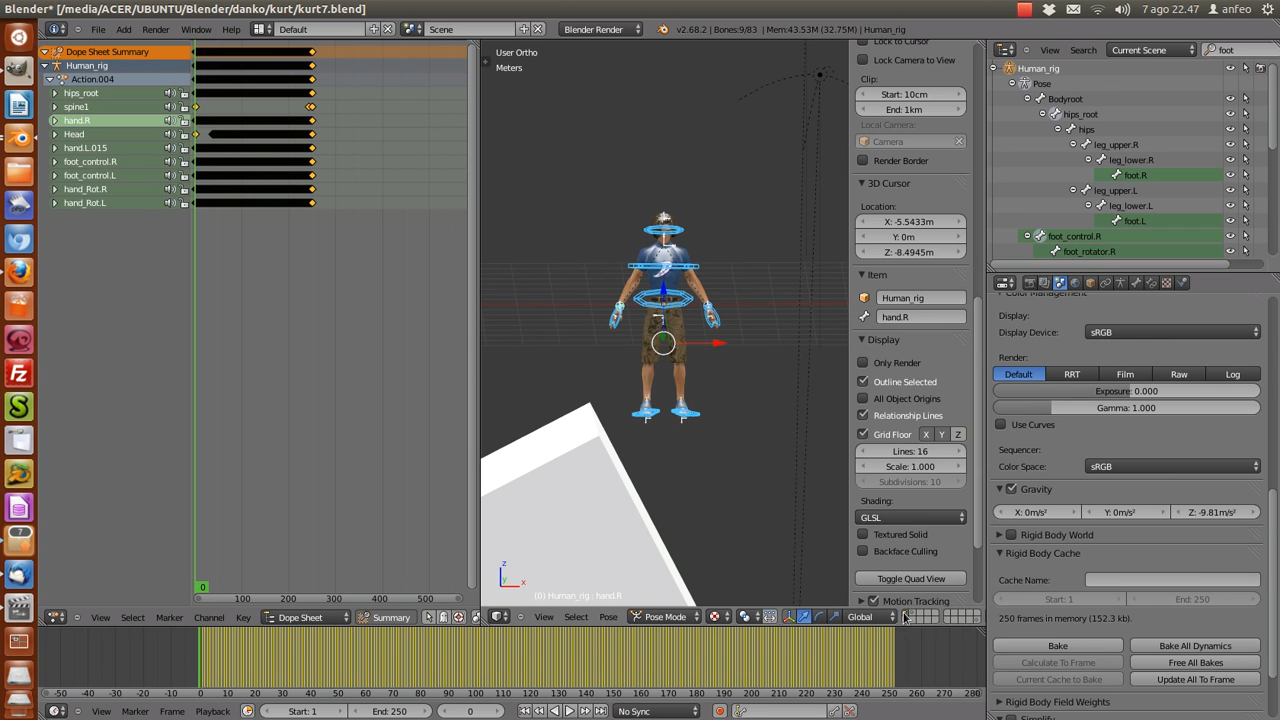 Blender* [/media/ACER/UBUNTU/Blender/danko/kurt/kurt7.blend]
7 ago 22.47 anfeo
File Add Render Window Help Default Scene Blender Render v2.68.2 | Bones:9/83 | Mem:43.53M (32.75M) | Human_rig
View Search Current Scene foot
Dope Sheet Summary
Human_rig
Action.004
hips_root
spine1
hand.R
Head
hand.L.015
foot_control.R
foot_control.L
hand_Rot.R
hand_Rot.L
0
100 200 300 400 500
View Select Marker Channel Key Dope Sheet Summary
User Ortho
Meters
z
y
x
(0) Human_rig : hand.R
View Select Pose Pose Mode Global
Lock to Cursor
Lock Camera to View
Clip:
Start: 10cm
End: 1km
Local Camera:
Camera
Render Border
3D Cursor
Location:
X: -5.5433m
Y: 0m
Z: -8.4945m
Item
Human_rig
hand.R
Display
Only Render
Outline Selected
All Object Origins
Relationship Lines
Grid Floor X Y Z
Lines: 16
Scale: 1.000
Subdivisions: 10
Shading:
GLSL
Textured Solid
Backface Culling
Toggle Quad View
Motion Tracking
Human_rig
Pose
Bodyroot
hips_root
hips
leg_upper.R
leg_lower.R
foot.R
leg_upper.L
leg_lower.L
foot.L
foot_control.R
foot_rotator.R
Color Management
Display:
Display Device: sRGB
Render:
Default RRT Film Raw Log
Exposure: 0.000
Gamma: 1.000
Use Curves
Sequencer:
Color Space: sRGB
Gravity
X: 0m/s² Y: 0m/s² Z: -9.81m/s²
Rigid Body World
Rigid Body Cache
Cache Name:
Start: 1 End: 250
250 frames in memory (152.3 kb).
Bake Bake All Dynamics
Calculate To Frame Free All Bakes
Current Cache to Bake Update All To Frame
Rigid Body Field Weights
Simplify
-50 -40 -30 -20 -10 0 10 20 30 40 50 60 70 80 90 100 110 120 130 140 150 160 170 180 190 200 210 220 230 240 250 260 270 280
View Marker Frame Playback Start: 1 End: 250 0 No Sync